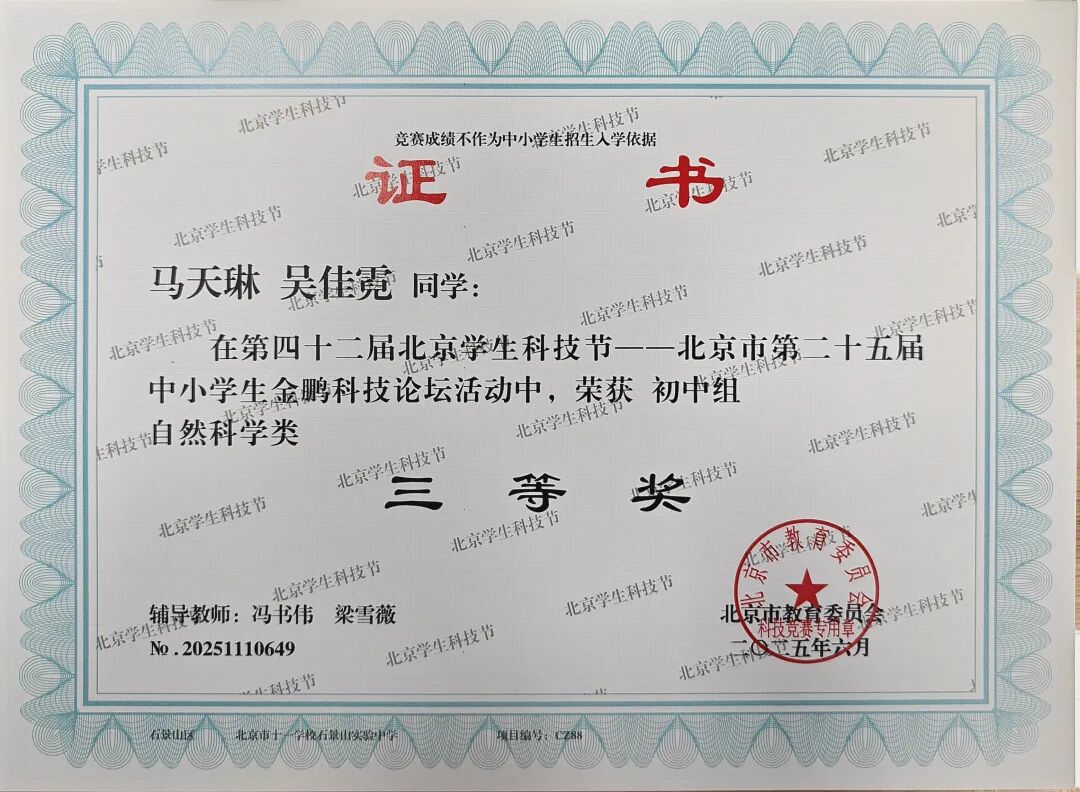 竞赛成绩不作为中小学生招生入学依据
证 书
马天琳 吴佳霓 同学：
在第四十二届北京学生科技节——北京市第二十五届
中小学生金鹏科技论坛活动中，荣获 初中组
自然科学类
三 等 奖
辅导教师：冯书伟 梁雪薇
№.20251110649
北京市教育委员会
二〇二五年六月
北京市教育委员会
科技竞赛专用章
石景山区 北京市十一学校石景山实验中学 项目编号：CZ88
北京学生科技节